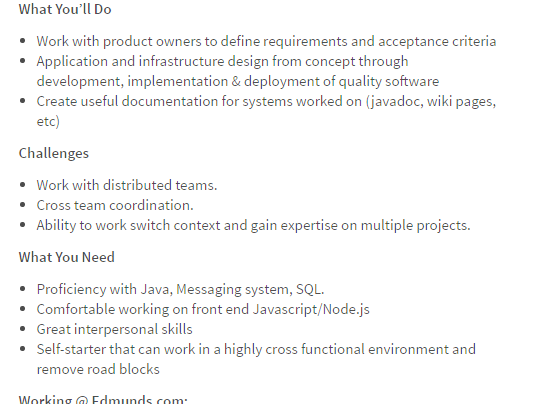 What You’ll Do
• Work with product owners to define requirements and acceptance criteria
• Application and infrastructure design from concept through
development, implementation & deployment of quality software
• Create useful documentation for systems worked on (javadoc, wiki pages,
etc)
Challenges
• Work with distributed teams.
• Cross team coordination.
• Ability to work switch context and gain expertise on multiple projects.
What You Need
• Proficiency with Java, Messaging system, SQL.
• Comfortable working on front end Javascript/Node.js
• Great interpersonal skills
• Self-starter that can work in a highly cross functional environment and
remove road blocks
Working @ Edmunds.com: